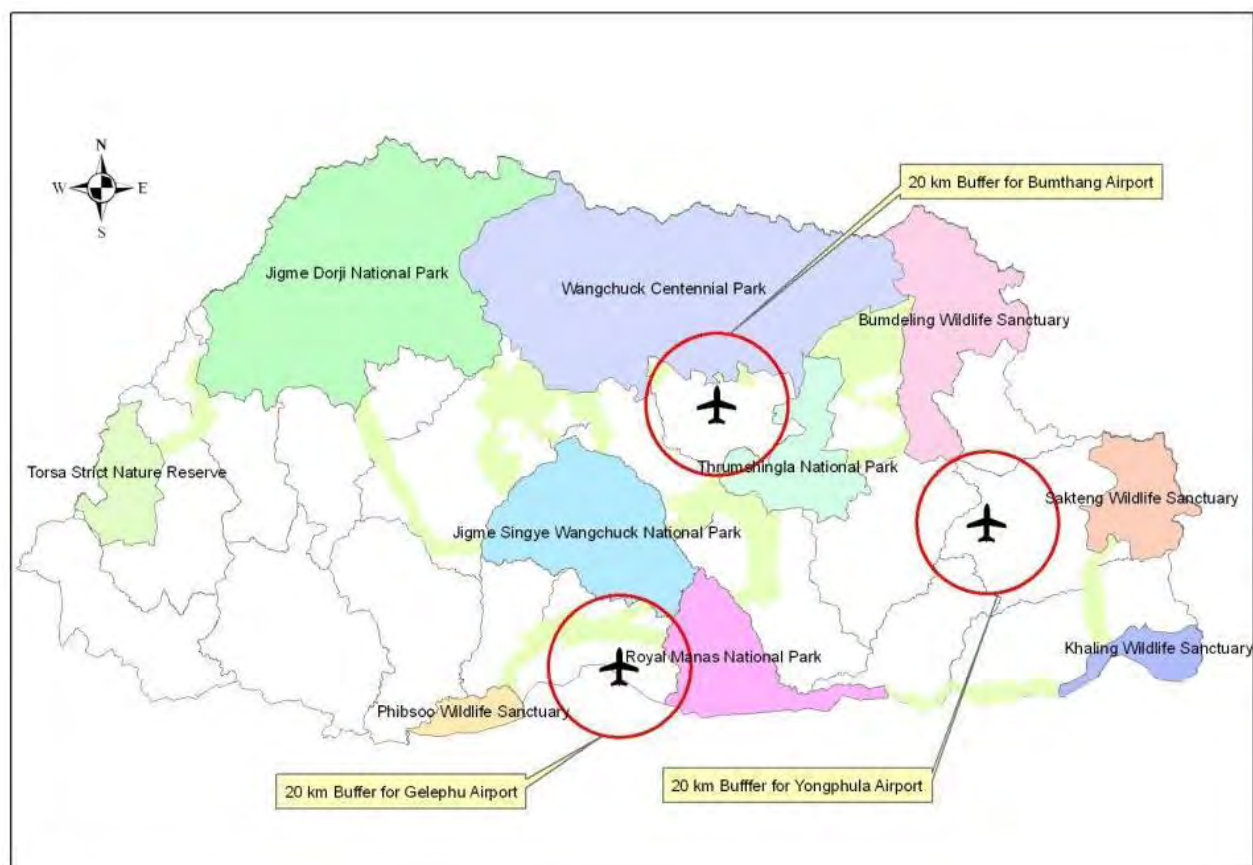 N
W E
S
20 km Buffer for Bumthang Airport
Jigme Dorji National Park
Wangchuck Centennial Park
Bumdeling Wildlife Sanctuary
Torsa Strict Nature Reserve
Thrumshingla National Park
Sakteng Wildlife Sanctuary
Jigme Singye Wangchuck National Park
Royal Manas National Park
Khaling Wildlife Sanctuary
Phibsoo Wildlife Sanctuary
20 km Buffer for Gelephu Airport
20 km Bufffer for Yongphula Airport